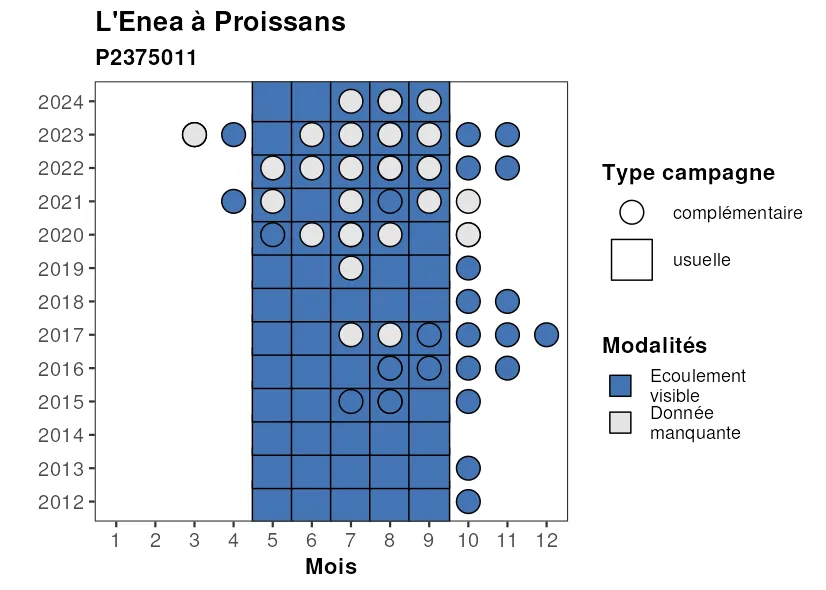 L'Enea à Proissans
P2375011
2024
2023
2022
2021
2020
2019
2018
2017
2016
2015
2014
2013
2012
1 2 3 4 5 6 7 8 9 10 11 12
Mois
Type campagne
complémentaire
usuelle
Modalités
Ecoulement
visible
Donnée
manquante